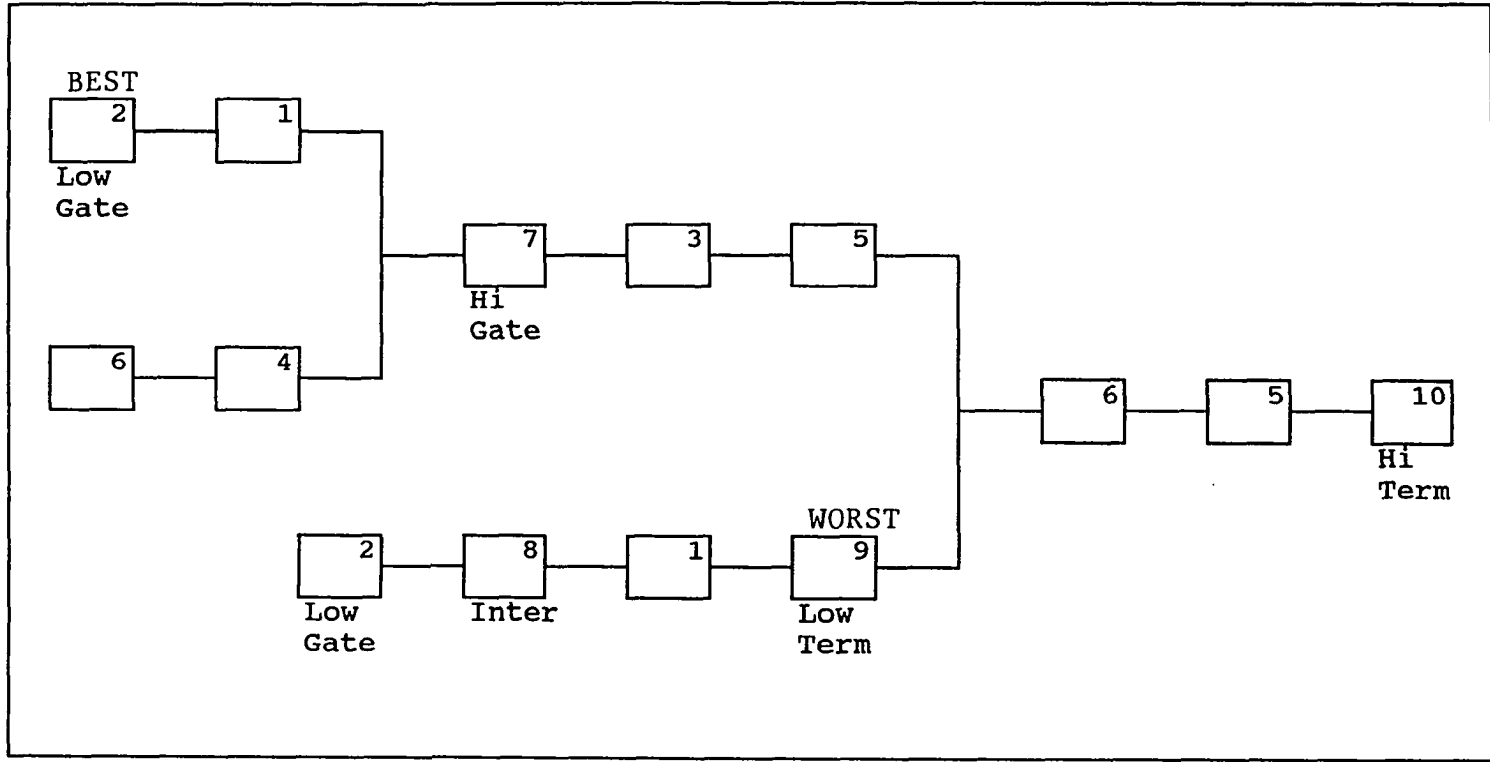 BEST
2 1
Low
Gate
7 3 5
Hi
Gate
6 4
6 5 10
Hi
Term
WORST
2 8 1 9
Low Inter Low
Gate Term